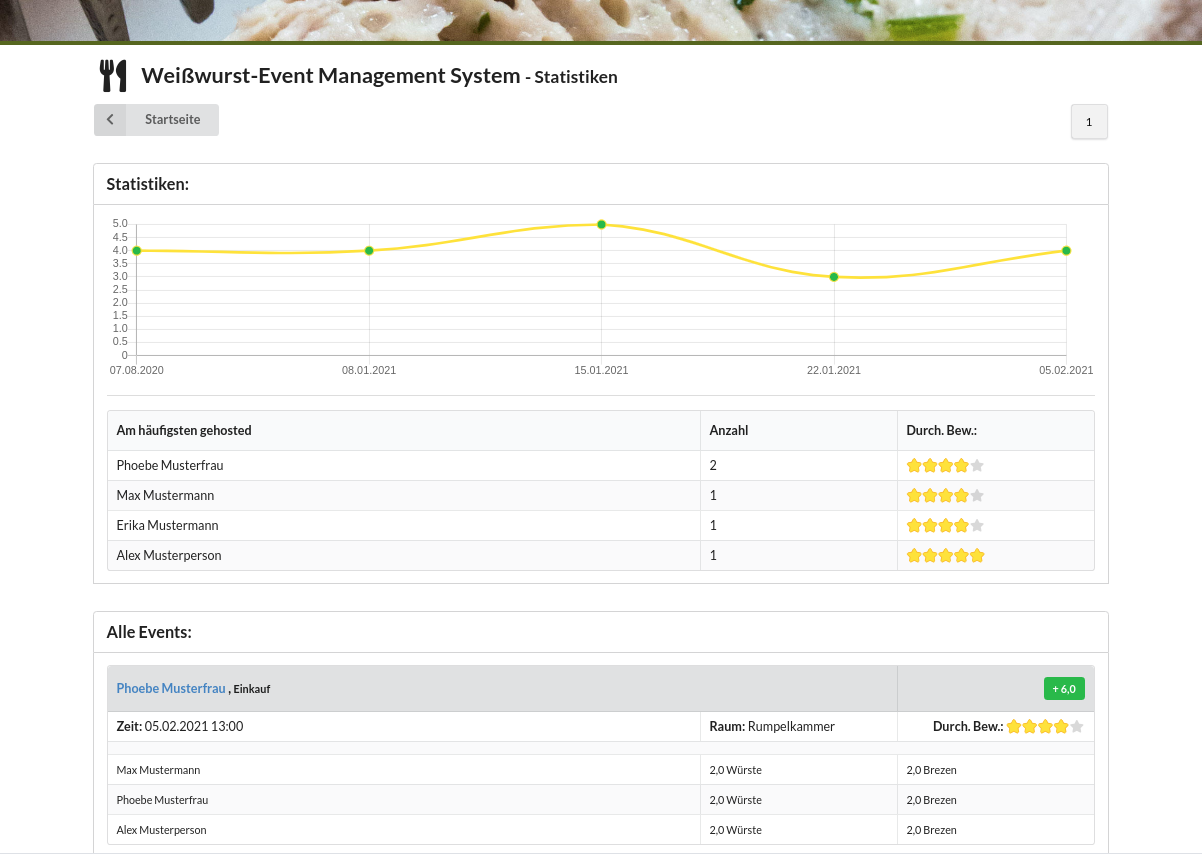 Weißwurst-Event Management System - Statistiken
Startseite
1
Statistiken:
5.0
4.5
4.0
3.5
3.0
2.5
2.0
1.5
1.0
0.5
0
07.08.2020 08.01.2021 15.01.2021 22.01.2021 05.02.2021
Am häufigsten gehosted Anzahl Durch. Bew.:
Phoebe Musterfrau 2
Max Mustermann 1
Erika Mustermann 1
Alex Musterperson 1
Alle Events:
Phoebe Musterfrau , Einkauf + 6,0
Zeit: 05.02.2021 13:00 Raum: Rumpelkammer Durch. Bew.:
Max Mustermann 2,0 Würste 2,0 Brezen
Phoebe Musterfrau 2,0 Würste 2,0 Brezen
Alex Musterperson 2,0 Würste 2,0 Brezen